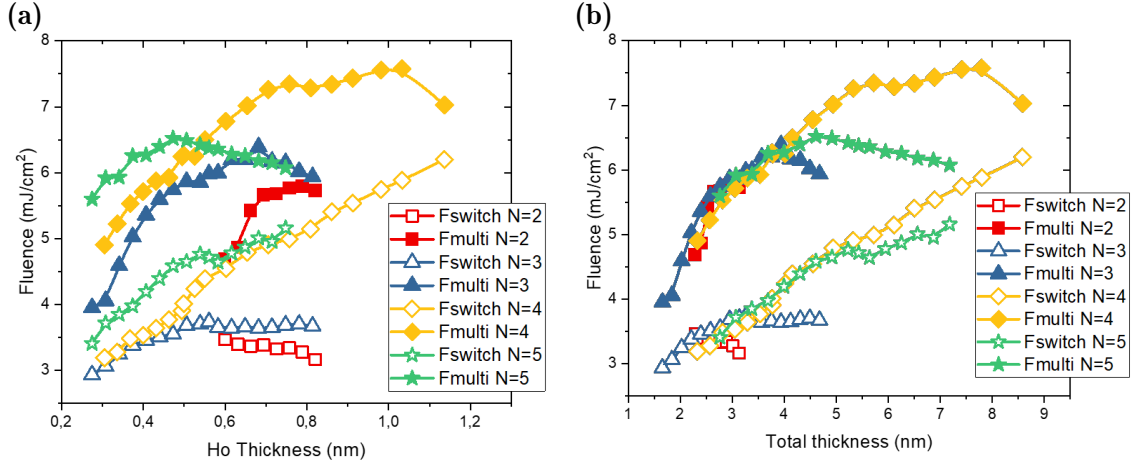 (a)
8
7
6
5
4
3
Fluence (mJ/cm²)
0,2 0,4 0,6 0,8 1,0 1,2
Ho Thickness (nm)
Fswitch N=2
Fmulti N=2
Fswitch N=3
Fmulti N=3
Fswitch N=4
Fmulti N=4
Fswitch N=5
Fmulti N=5
(b)
8
7
6
5
4
3
Fluence (mJ/cm²)
1 2 3 4 5 6 7 8 9
Total thickness (nm)
Fswitch N=2
Fmulti N=2
Fswitch N=3
Fmulti N=3
Fswitch N=4
Fmulti N=4
Fswitch N=5
Fmulti N=5